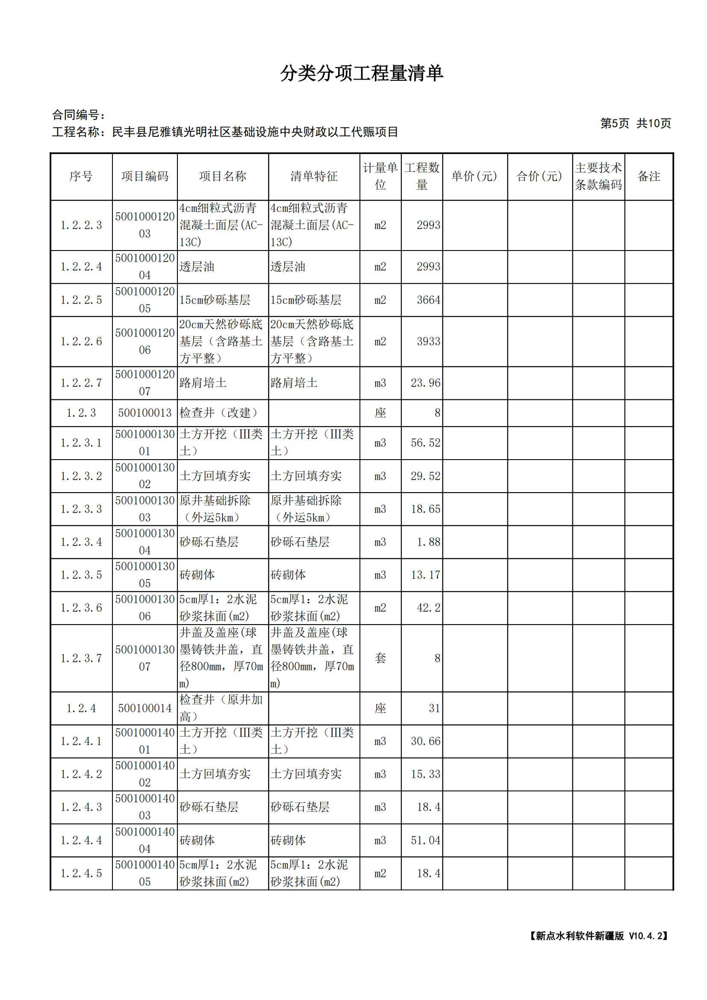 分类分项工程量清单
合同编号：
第5页 共10页
工程名称：民丰县尼雅镇光明社区基础设施中央财政以工代赈项目
序号 项目编码 项目名称 清单特征 计量单位 工程数量 单价(元) 合价(元) 主要技术条款编码 备注
1.2.2.3 500100012003 4cm细粒式沥青混凝土面层(AC-13C) 4cm细粒式沥青混凝土面层(AC-13C) m2 2993
1.2.2.4 500100012004 透层油 透层油 m2 2993
1.2.2.5 500100012005 15cm砂砾基层 15cm砂砾基层 m2 3664
1.2.2.6 500100012006 20cm天然砂砾底基层（含路基土方平整） 20cm天然砂砾底基层（含路基土方平整） m2 3933
1.2.2.7 500100012007 路肩培土 路肩培土 m3 23.96
1.2.3 500100013 检查井（改建） 座 8
1.2.3.1 500100013001 土方开挖（Ⅲ类土） 土方开挖（Ⅲ类土） m3 56.52
1.2.3.2 500100013002 土方回填夯实 土方回填夯实 m3 29.52
1.2.3.3 500100013003 原井基础拆除（外运5km） 原井基础拆除（外运5km） m3 18.65
1.2.3.4 500100013004 砂砾石垫层 砂砾石垫层 m3 1.88
1.2.3.5 500100013005 砖砌体 砖砌体 m3 13.17
1.2.3.6 500100013006 5cm厚1：2水泥砂浆抹面(m2) 5cm厚1：2水泥砂浆抹面(m2) m2 42.2
1.2.3.7 500100013007 井盖及盖座(球墨铸铁井盖，直径800mm，厚70mm) 井盖及盖座(球墨铸铁井盖，直径800mm，厚70mm) 套 8
1.2.4 500100014 检查井（原井加高） 座 31
1.2.4.1 500100014001 土方开挖（Ⅲ类土） 土方开挖（Ⅲ类土） m3 30.66
1.2.4.2 500100014002 土方回填夯实 土方回填夯实 m3 15.33
1.2.4.3 500100014003 砂砾石垫层 砂砾石垫层 m3 18.4
1.2.4.4 500100014004 砖砌体 砖砌体 m3 51.04
1.2.4.5 500100014005 5cm厚1：2水泥砂浆抹面(m2) 5cm厚1：2水泥砂浆抹面(m2) m2 18.4
【新点水利软件新疆版 V10.4.2】